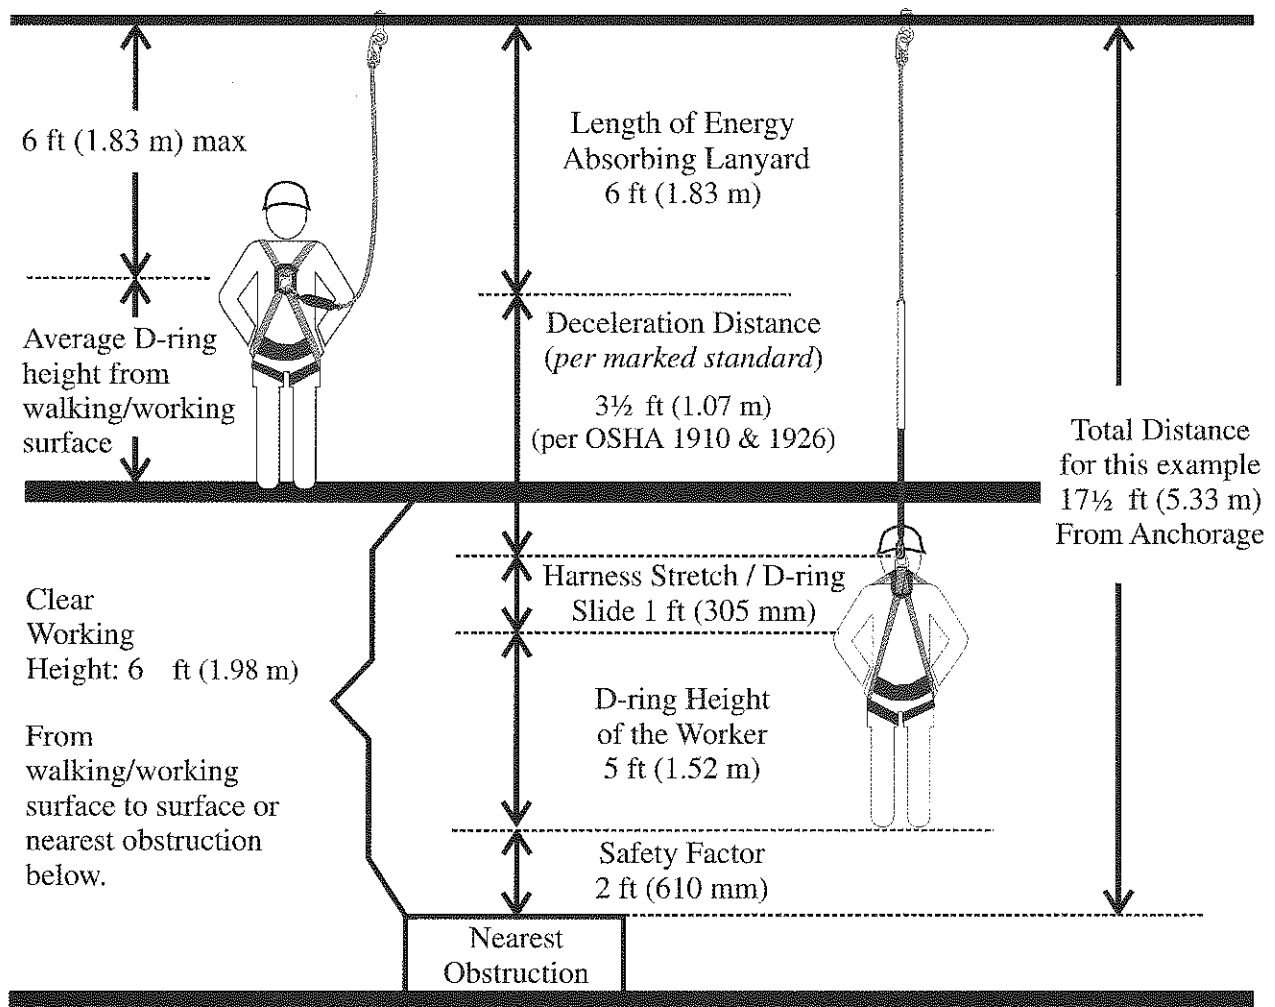 6 ft (1.83 m) max
Average D-ring
height from
walking/working
surface
Clear
Working
Height: 6 ft (1.98 m)
From
walking/working
surface to surface or
nearest obstruction
below.
Length of Energy
Absorbing Lanyard
6 ft (1.83 m)
Deceleration Distance
(per marked standard)
3½ ft (1.07 m)
(per OSHA 1910 & 1926)
Harness Stretch / D-ring
Slide 1 ft (305 mm)
D-ring Height
of the Worker
5 ft (1.52 m)
Safety Factor
2 ft (610 mm)
Nearest
Obstruction
Total Distance
for this example
17½ ft (5.33 m)
From Anchorage